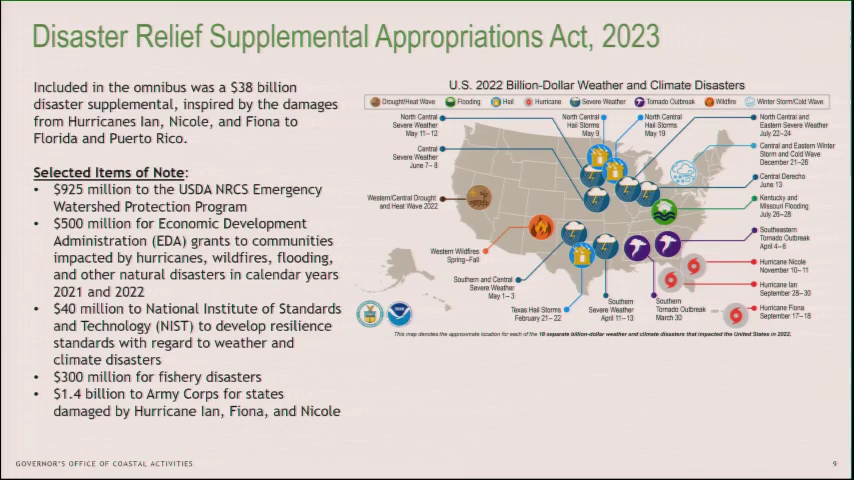 Disaster Relief Supplemental Appropriations Act, 2023
Included in the omnibus was a $38 billion
disaster supplemental, inspired by the damages
from Hurricanes Ian, Nicole, and Fiona to
Florida and Puerto Rico.
Selected Items of Note:
• $925 million to the USDA NRCS Emergency
Watershed Protection Program
• $500 million for Economic Development
Administration (EDA) grants to communities
impacted by hurricanes, wildfires, flooding,
and other natural disasters in calendar years
2021 and 2022
• $40 million to National Institute of Standards
and Technology (NIST) to develop resilience
standards with regard to weather and
climate disasters
• $300 million for fishery disasters
• $1.4 billion to Army Corps for states
damaged by Hurricane Ian, Fiona, and Nicole
U.S. 2022 Billion-Dollar Weather and Climate Disasters
Drought/Heat Wave Flooding Hail Hurricane Severe Weather Tornado Outbreak Wildfire Winter Storm/Cold Wave
North Central
Severe Weather
May 11–12
North Central
Hail Storms
May 9
North Central
Hail Storms
May 19
North Central and
Eastern Severe Weather
July 22–24
Central
Severe Weather
June 7–8
Central and Eastern Winter
Storm and Cold Wave
December 21–26
Central Derecho
June 13
Western/Central Drought
and Heat Wave 2022
Kentucky and
Missouri Flooding
July 26–28
Southeastern
Tornado Outbreak
April 4–6
Western Wildfires
Spring–Fall
Hurricane Nicole
November 10–11
Southern and Central
Severe Weather
May 1–3
Hurricane Ian
September 28–30
Texas Hail Storms
February 21–22
Southern
Severe Weather
April 11–13
Southern
Tornado Outbreak
March 30
Hurricane Fiona
September 17–18
This map denotes the approximate location for each of the 18 separate billion-dollar weather and climate disasters that impacted the United States in 2022.
GOVERNOR'S OFFICE OF COASTAL ACTIVITIES
9